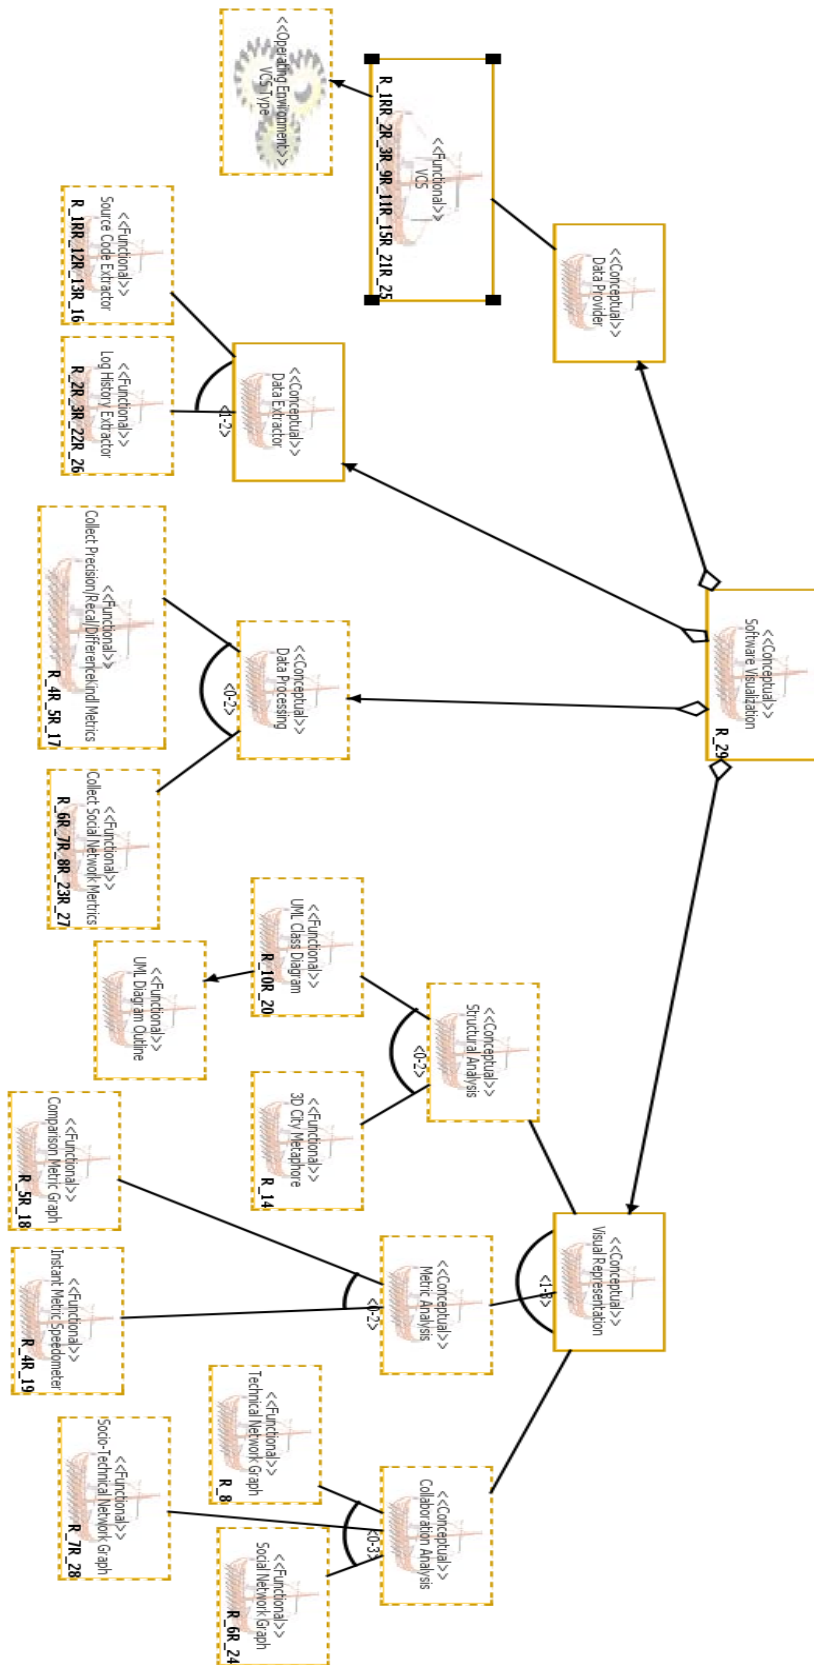 <<Conceptual>>
Software Visualization
R_29
<<Conceptual>>
Data Provider
<<Functional>>
VCS
R_1RR_2R_3R_9R_11R_15R_21R_25
<<Operating Environment>>
VCS Type
<<Conceptual>>
Data Extractor
<1-2>
<<Functional>>
Source Code Extractor
R_1RR_12R_13R_16
<<Functional>>
Log History Extractor
R_2R_3R_22R_26
<<Conceptual>>
Data Processing
<0-2>
<<Functional>>
Collect Precision/Recal/DifferenceKind Metrics
R_4R_5R_17
<<Functional>>
Collect Social Network Mertrics
R_6R_7R_8R_23R_27
<<Conceptual>>
Visual Representation
<1-3>
<<Conceptual>>
Structural Analysis
<0-2>
<<Functional>>
UML Class Diagram
R_10R_20
<<Functional>>
UML Diagram Outline
<<Functional>>
3D City Metaphore
R_14
<<Conceptual>>
Metric Analysis
<0-2>
<<Functional>>
Comparison Metric Graph
R_5R_18
<<Functional>>
Instant Metric Speedometer
R_4R_19
<<Conceptual>>
Collaboration Analysis
<0-3>
<<Functional>>
Technical Network Graph
R_8
<<Functional>>
Socio-Technical Network Graph
R_7R_28
<<Functional>>
Social Network Graph
R_6R_24